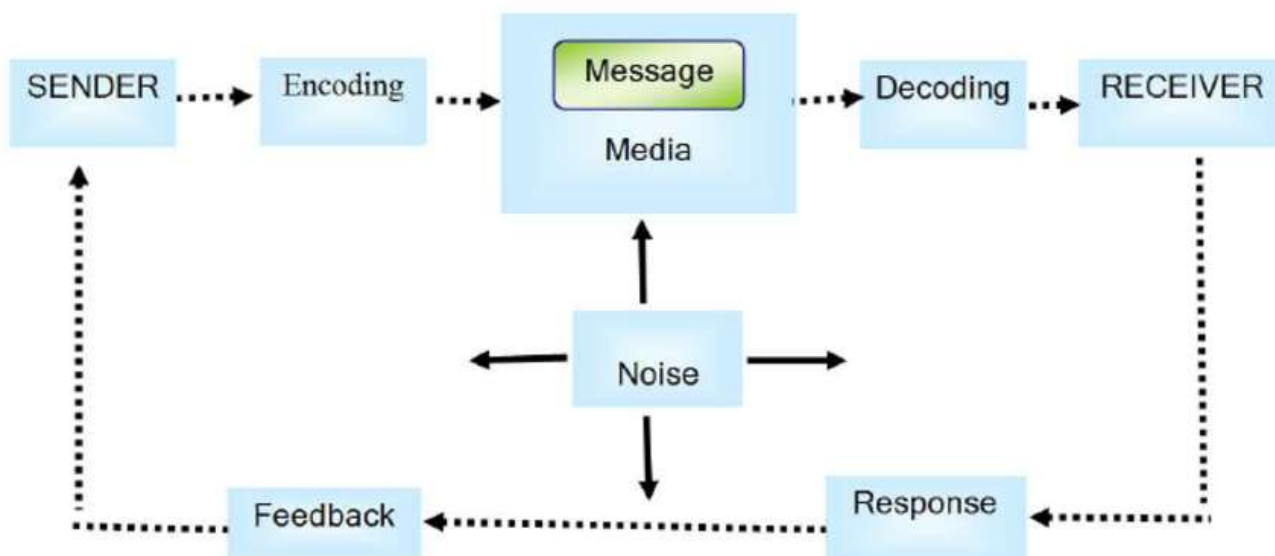 SENDER
Encoding
Message
Media
Decoding
RECEIVER
Noise
Feedback
Response